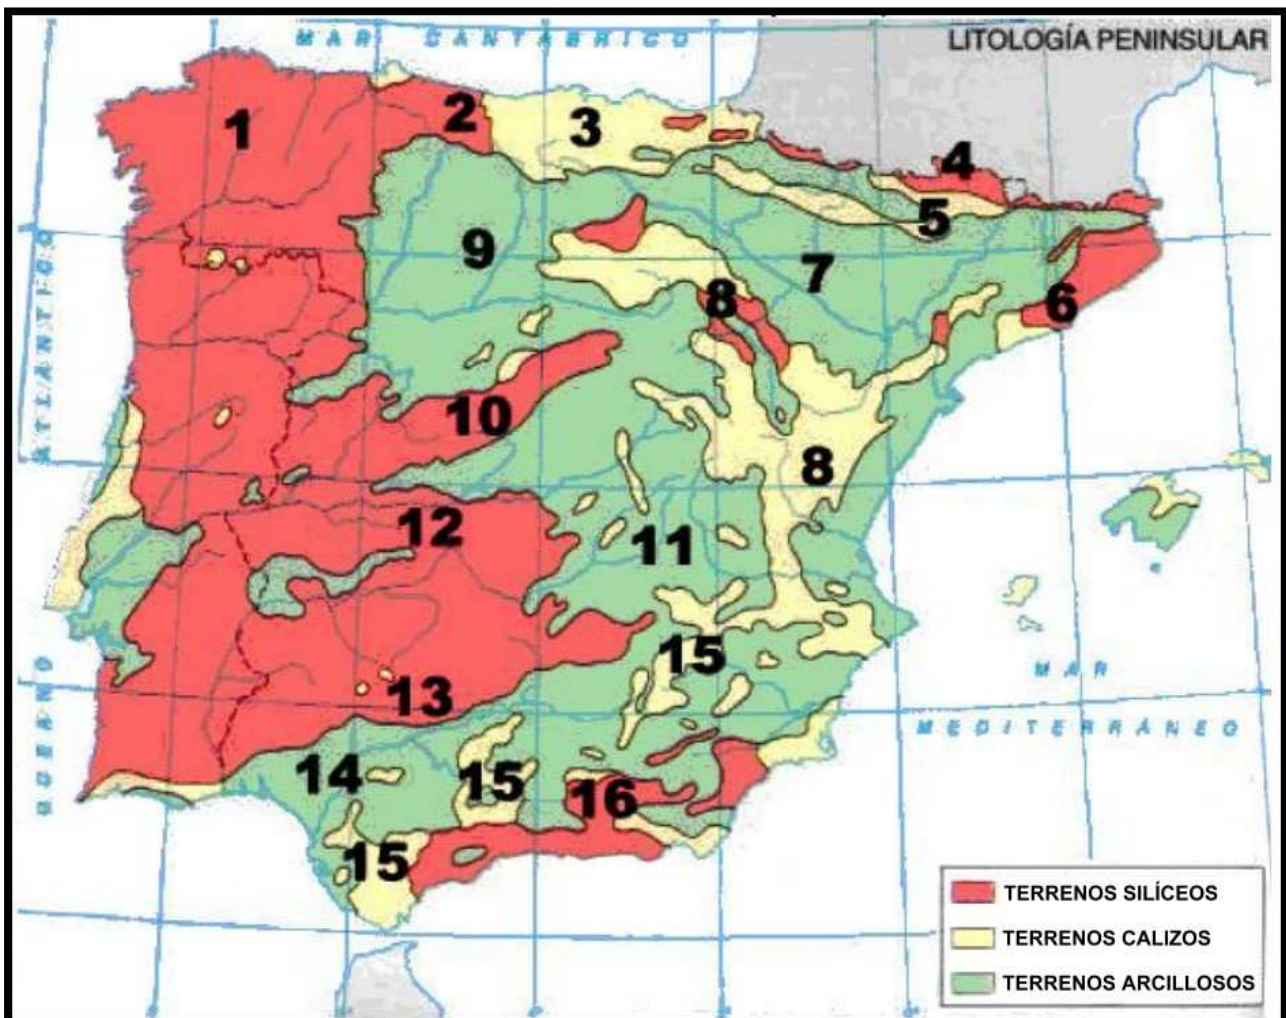 MAR CANTÁBRICO
LITOLOGÍA PENINSULAR
1
2
3
4
5
9
7
8
6
10
8
12
11
15
13
14
15
16
15
OCÉANO
ATLÁNTICO
MAR
MEDITERRÁNEO
TERRENOS SILÍCEOS
TERRENOS CALIZOS
TERRENOS ARCILLOSOS